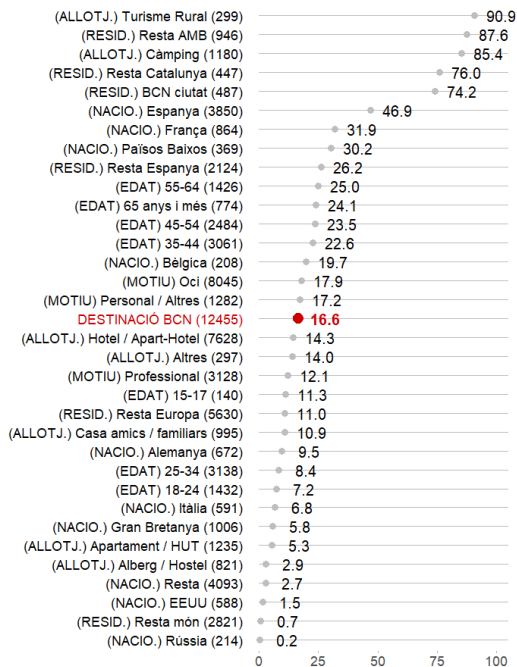 (ALLOTJ.) Turisme Rural (299) 90.9
(RESID.) Resta AMB (946) 87.6
(ALLOTJ.) Càmping (1180) 85.4
(RESID.) Resta Catalunya (447) 76.0
(RESID.) BCN ciutat (487) 74.2
(NACIO.) Espanya (3850) 46.9
(NACIO.) França (864) 31.9
(NACIO.) Països Baixos (369) 30.2
(RESID.) Resta Espanya (2124) 26.2
(EDAT) 55-64 (1426) 25.0
(EDAT) 65 anys i més (774) 24.1
(EDAT) 45-54 (2484) 23.5
(EDAT) 35-44 (3061) 22.6
(NACIO.) Bèlgica (208) 19.7
(MOTIU) Oci (8045) 17.9
(MOTIU) Personal / Altres (1282) 17.2
DESTINACIÓ BCN (12455) 16.6
(ALLOTJ.) Hotel / Apart-Hotel (7628) 14.3
(ALLOTJ.) Altres (297) 14.0
(MOTIU) Professional (3128) 12.1
(EDAT) 15-17 (140) 11.3
(RESID.) Resta Europa (5630) 11.0
(ALLOTJ.) Casa amics / familiars (995) 10.9
(NACIO.) Alemanya (672) 9.5
(EDAT) 25-34 (3138) 8.4
(EDAT) 18-24 (1432) 7.2
(NACIO.) Itàlia (591) 6.8
(NACIO.) Gran Bretanya (1006) 5.8
(ALLOTJ.) Apartament / HUT (1235) 5.3
(ALLOTJ.) Alberg / Hostel (821) 2.9
(NACIO.) Resta (4093) 2.7
(NACIO.) EEUU (588) 1.5
(RESID.) Resta món (2821) 0.7
(NACIO.) Rússia (214) 0.2
0 25 50 75 100